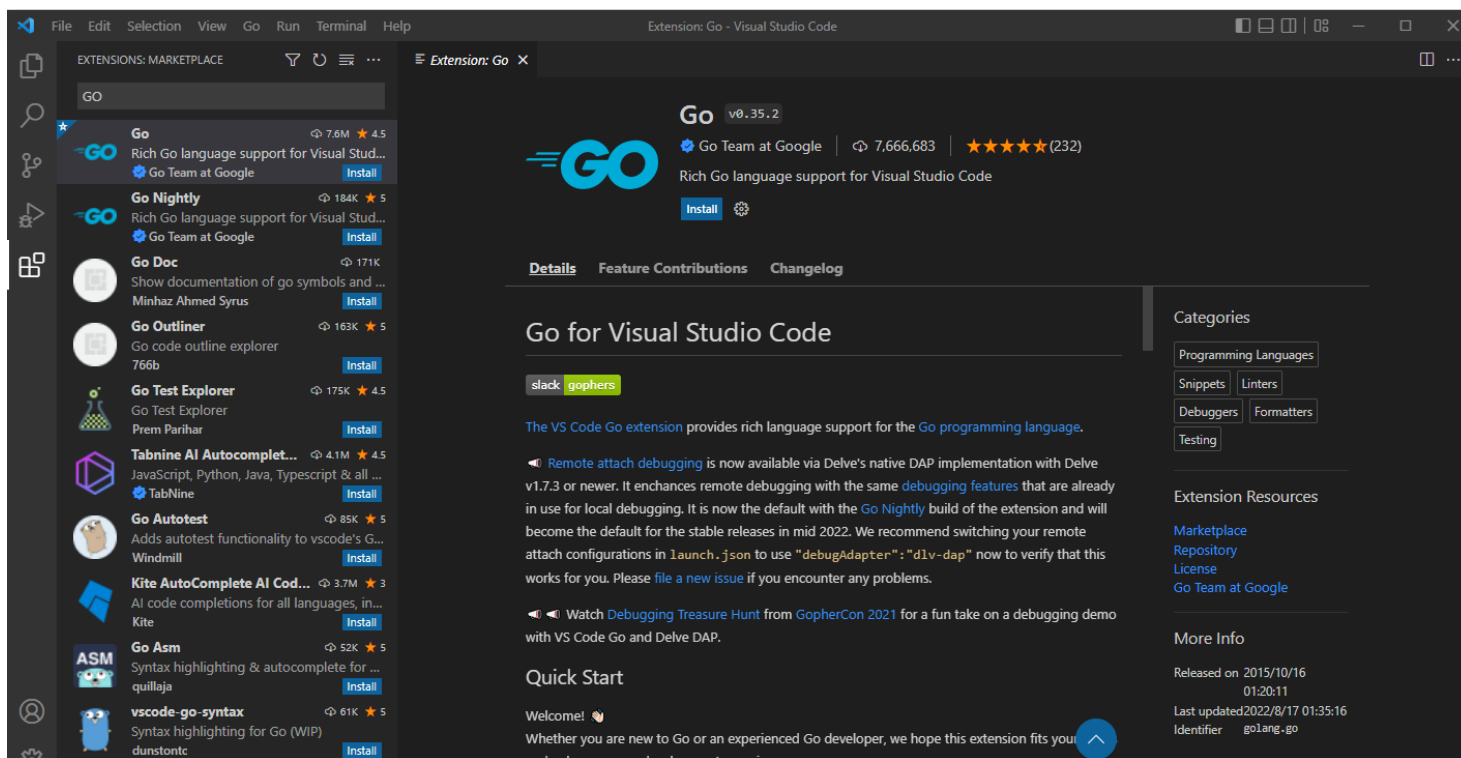 File Edit Selection View Go Run Terminal Help
Extension: Go - Visual Studio Code
EXTENSIONS: MARKETPLACE
GO
Go 7.6M 4.5
Rich Go language support for Visual Stud...
Go Team at Google Install
Go Nightly 184K 5
Rich Go language support for Visual Stud...
Go Team at Google Install
Go Doc 171K
Show documentation of go symbols and ...
Minhaz Ahmed Syrus Install
Go Outliner 163K 5
Go code outline explorer
766b Install
Go Test Explorer 175K 4.5
Go Test Explorer
Prem Parihar Install
Tabnine AI Autocomplet... 4.1M 4.5
JavaScript, Python, Java, Typescript & all ...
TabNine Install
Go Autotest 85K 5
Adds autotest functionality to vscode's G...
Windmill Install
Kite AutoComplete AI Cod... 3.7M 3
AI code completions for all languages, in...
Kite Install
ASM
Go Asm 52K 5
Syntax highlighting & autocomplete for ...
quillaja Install
vscode-go-syntax 61K 5
Syntax highlighting for Go (WIP)
dunstontc Install
Extension: Go
GO
Go v0.35.2
Go Team at Google 7,666,683 (232)
Rich Go language support for Visual Studio Code
Install
Details Feature Contributions Changelog
Go for Visual Studio Code
slack gophers
The VS Code Go extension provides rich language support for the Go programming language.
Remote attach debugging is now available via Delve's native DAP implementation with Delve
v1.7.3 or newer. It enchances remote debugging with the same debugging features that are already
in use for local debugging. It is now the default with the Go Nightly build of the extension and will
become the default for the stable releases in mid 2022. We recommend switching your remote
attach configurations in launch.json to use "debugAdapter":"dlv-dap" now to verify that this
works for you. Please file a new issue if you encounter any problems.
Watch Debugging Treasure Hunt from GopherCon 2021 for a fun take on a debugging demo
with VS Code Go and Delve DAP.
Quick Start
Welcome! 👋🏻
Whether you are new to Go or an experienced Go developer, we hope this extension fits your
Categories
Programming Languages
Snippets Linters
Debuggers Formatters
Testing
Extension Resources
Marketplace
Repository
License
Go Team at Google
More Info
Released on 2015/10/16
01:20:11
Last updated 2022/8/17 01:35:16
Identifier golang.go